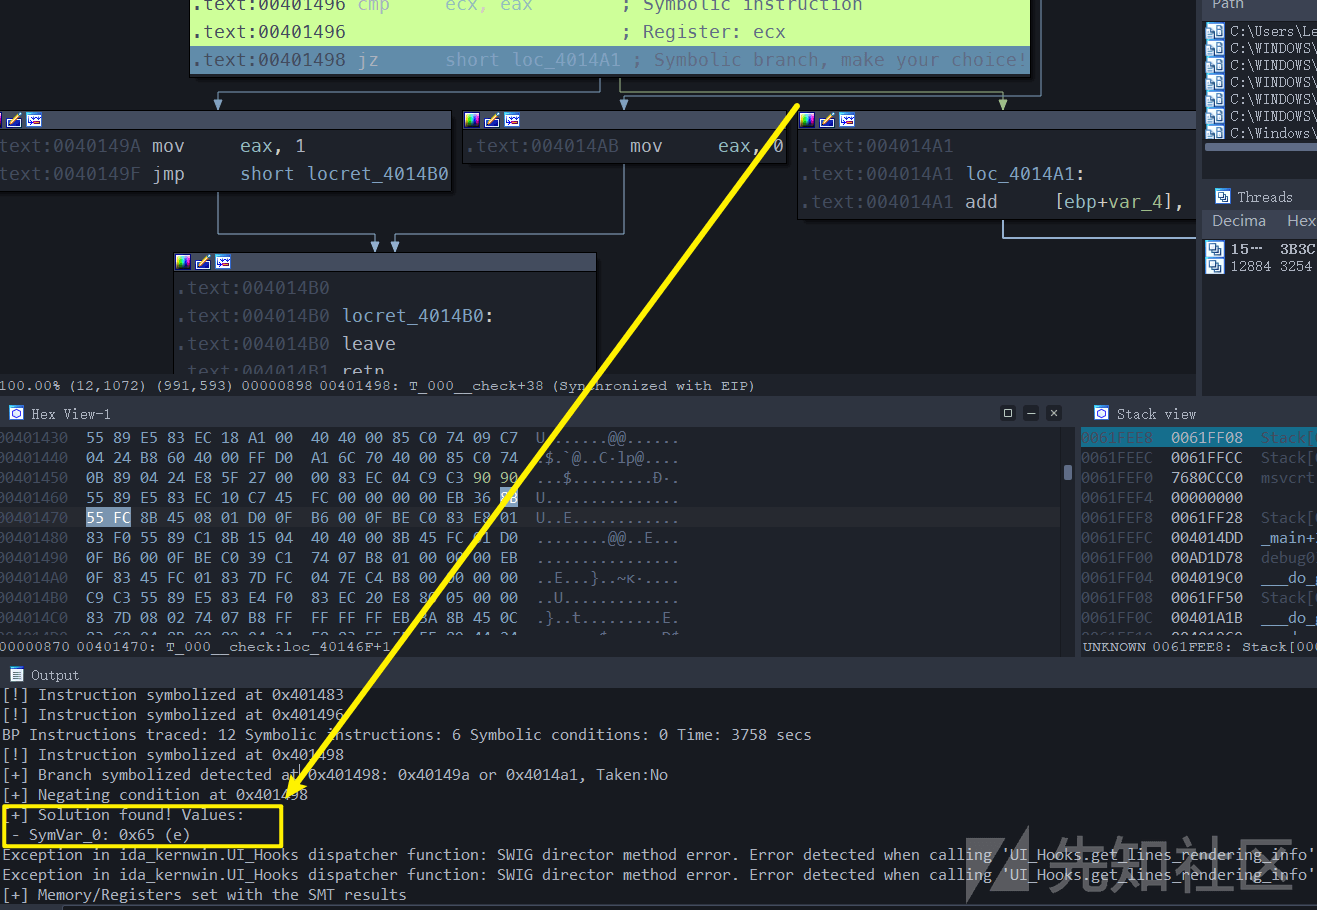 .text:00401496 cmp ecx, eax ; Symbolic instruction
.text:00401496 ; Register: ecx
.text:00401498 jz short loc_4014A1 ; Symbolic branch, make your choice!
text:0040149A mov eax, 1
text:0040149F jmp short locret_4014B0
.text:004014AB mov eax, 0
.text:004014A1
.text:004014A1 loc_4014A1:
.text:004014A1 add [ebp+var_4],
.text:004014B0
.text:004014B0 locret_4014B0:
.text:004014B0 leave
.text:004014B1 retn
100.00% (12,1072) (991,593) 00000898 00401498: T_000__check+38 (Synchronized with EIP)
Path
C:\Users\Le
C:\WINDOWS\
C:\WINDOWS\
C:\WINDOWS\
C:\WINDOWS\
C:\WINDOWS\
C:\Windows\
Threads
Decima Hex
15… 3B3C
12884 3254
Hex View-1
00401430 55 89 E5 83 EC 18 A1 00 40 40 00 85 C0 74 09 C7 U.......@@......
00401440 04 24 B8 60 40 00 FF D0 A1 6C 70 40 00 85 C0 74 .$.`@..C·lp@....
00401450 0B 89 04 24 E8 5F 27 00 00 83 EC 04 C9 C3 90 90 ...$.........Ð··
00401460 55 89 E5 83 EC 10 C7 45 FC 00 00 00 00 EB 36 8B U...............
00401470 55 FC 8B 45 08 01 D0 0F B6 00 0F BE C0 83 E8 01 U..E............
00401480 83 F0 55 89 C1 8B 15 04 40 40 00 8B 45 FC 01 D0 ........@@..E...
00401490 0F B6 00 0F BE C0 39 C1 74 07 B8 01 00 00 00 EB ................
004014A0 0F 83 45 FC 01 83 7D FC 04 7E C4 B8 00 00 00 00 ..E...}..~к·....
004014B0 C9 C3 55 89 E5 83 E4 F0 83 EC 20 E8 80 05 00 00 ..U.............
004014C0 83 7D 08 02 74 07 B8 FF FF FF FF EB 3A 8B 45 0C .}..t.........E.
00000870 00401470: T_000__check:loc_40146F+1
Stack view
0061FEE8 0061FF08 Stack[0
0061FEEC 0061FFCC Stack[
0061FEF0 7680CCC0 msvcrt
0061FEF4 00000000
0061FEF8 0061FF28 Stack[0
0061FEFC 004014DD _main+2
0061FF00 00AD1D78 debug0
0061FF04 004019C0 ___do_g
0061FF08 0061FF50 Stack[0
0061FF0C 00401A1B ___do_g
UNKNOWN 0061FEE8: Stack[00
Output
[!] Instruction symbolized at 0x401483
[!] Instruction symbolized at 0x401496
BP Instructions traced: 12 Symbolic instructions: 6 Symbolic conditions: 0 Time: 3758 secs
[!] Instruction symbolized at 0x401498
[+] Branch symbolized detected at 0x401498: 0x40149a or 0x4014a1, Taken:No
[+] Negating condition at 0x401498
[+] Solution found! Values:
- SymVar_0: 0x65 (e)
Exception in ida_kernwin.UI_Hooks dispatcher function: SWIG director method error. Error detected when calling 'UI_Hooks.get_lines_rendering_info'
Exception in ida_kernwin.UI_Hooks dispatcher function: SWIG director method error. Error detected when calling 'UI_Hooks.get_lines_rendering_info'
[+] Memory/Registers set with the SMT results
先知社区